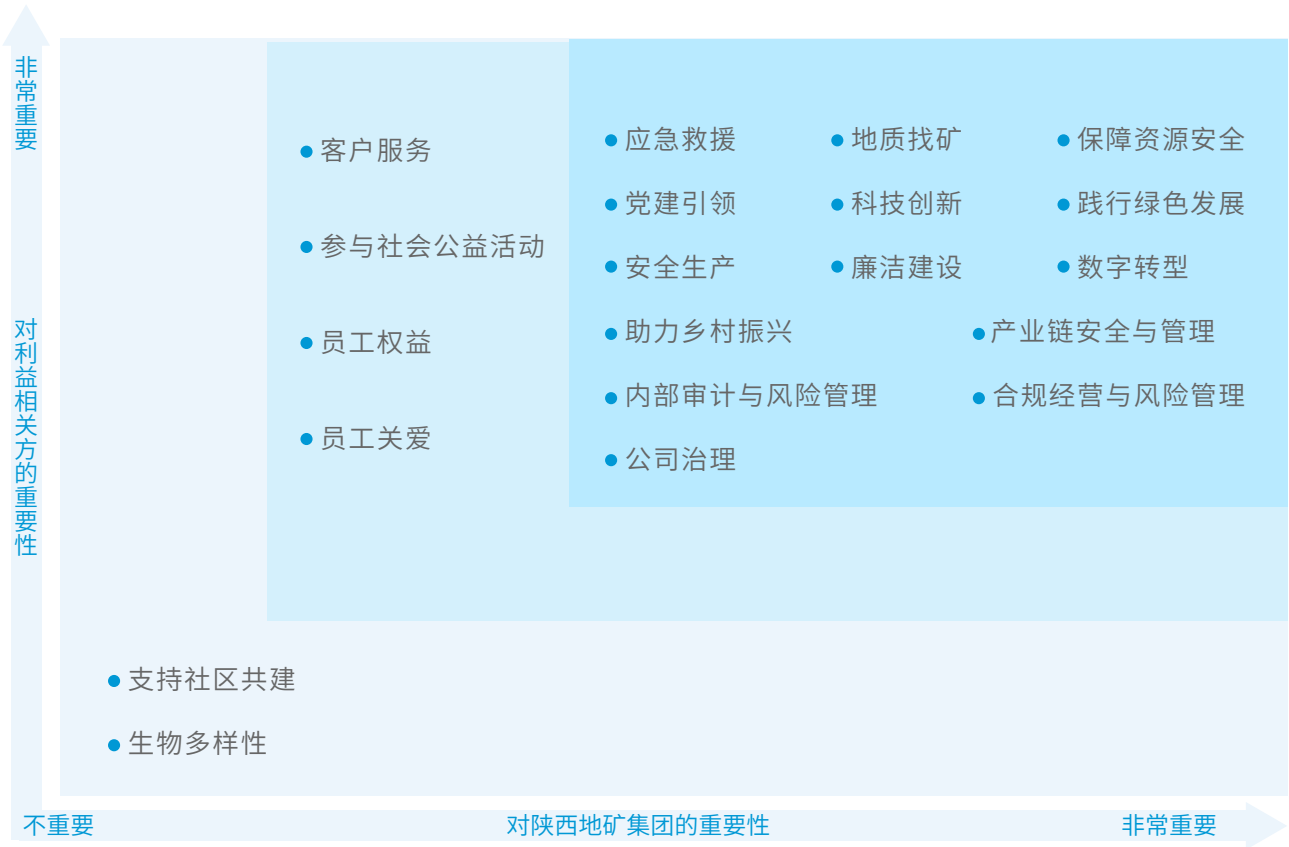 非常重要
对利益相关方的重要性
客户服务
参与社会公益活动
员工权益
员工关爱
应急救援 地质找矿 保障资源安全
党建引领 科技创新 践行绿色发展
安全生产 廉洁建设 数字转型
助力乡村振兴 产业链安全与管理
内部审计与风险管理 合规经营与风险管理
公司治理
支持社区共建
生物多样性
不重要 对陕西地矿集团的重要性 非常重要